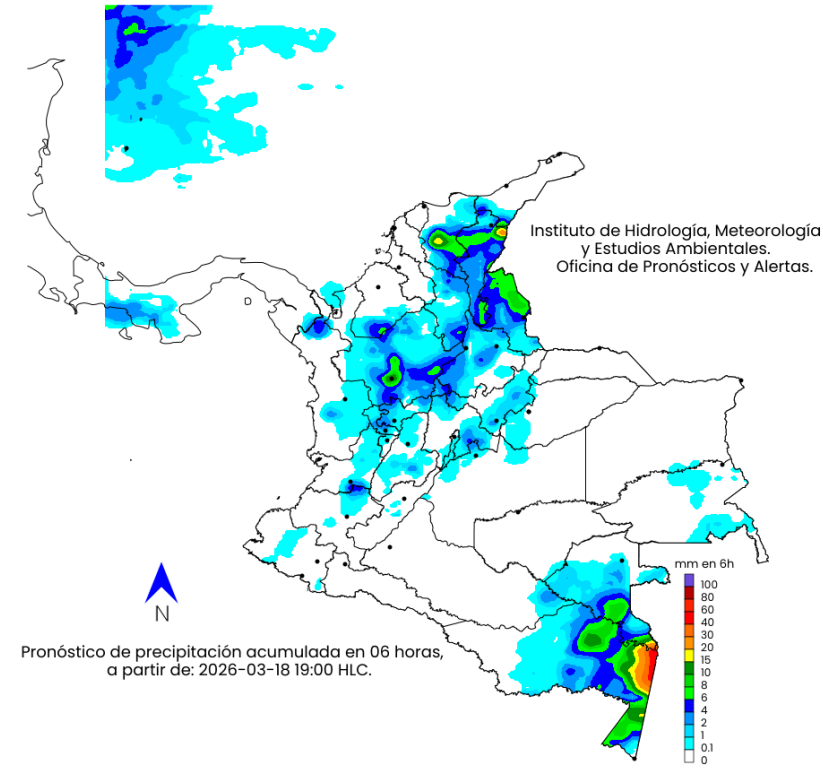 Instituto de Hidrología, Meteorología
y Estudios Ambientales.
Oficina de Pronósticos y Alertas.
mm en 6h
100
80
60
40
30
20
15
10
8
6
4
2
1
0.1
0
N
Pronóstico de precipitación acumulada en 06 horas,
a partir de: 2026-03-18 19:00 HLC.